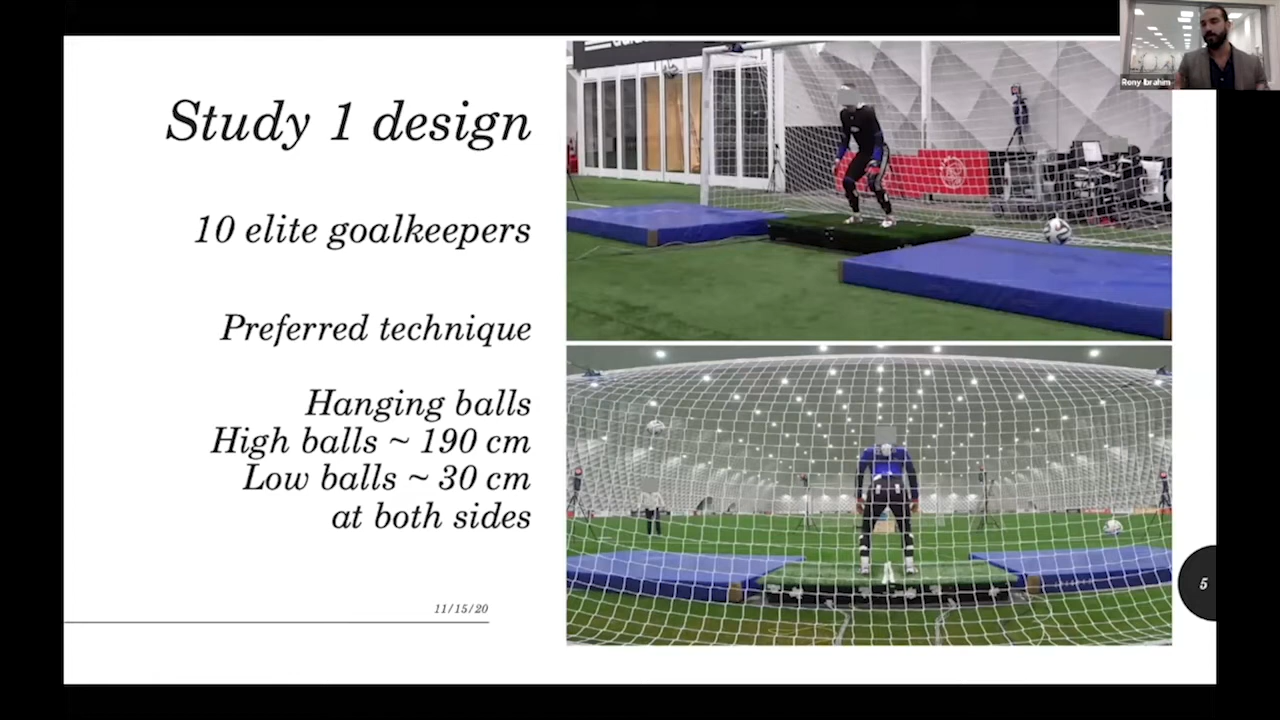 Study 1 design
10 elite goalkeepers
Preferred technique
Hanging balls
High balls ~ 190 cm
Low balls ~ 30 cm
at both sides
11/15/20
5
Rony Ibrahim